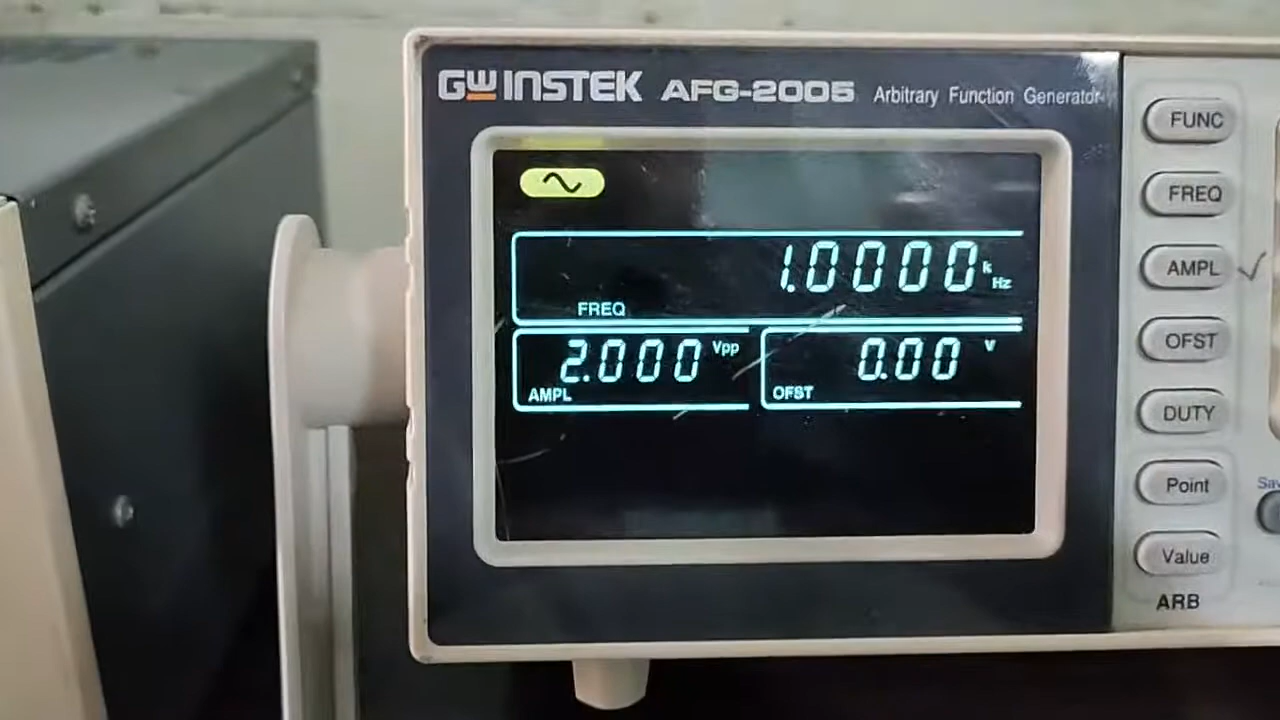 GWINSTEK AFG-2005 Arbitrary Function Generator
1.0000 kHz
FREQ
2.000 Vpp
AMPL
0.00 V
OFST
FUNC
FREQ
AMPL
OFST
DUTY
Point
Value
ARB